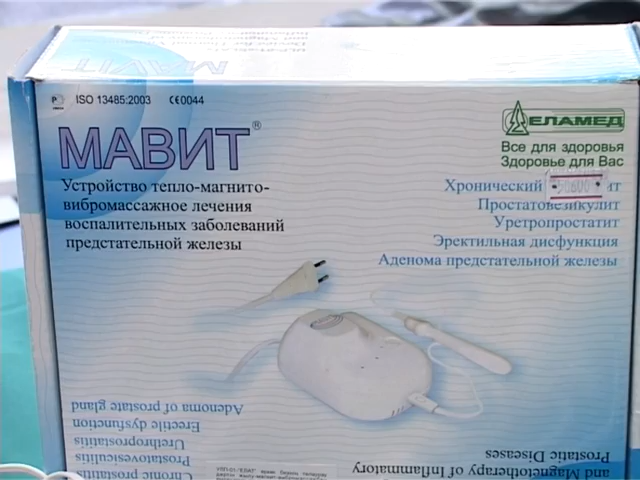 МАВИТ
ISO 13485:2003 CE0044
МАВИТ®
Устройство тепло-магнито-
вибромассажное лечения
воспалительных заболеваний
предстательной железы
ЕЛАМЕД
Все для здоровья
Здоровье для Вас
Хронический
Простатовезикулит
Уретропростатит
Эректильная дисфункция
Аденома предстательной железы
and Magnetotherapy of Inflammatory
Prostatic Diseases
Chronic prostatitis
Prostatovesiculitis
Urethroprostatitis
Erectile dysfunction
Adenoma of prostate gland